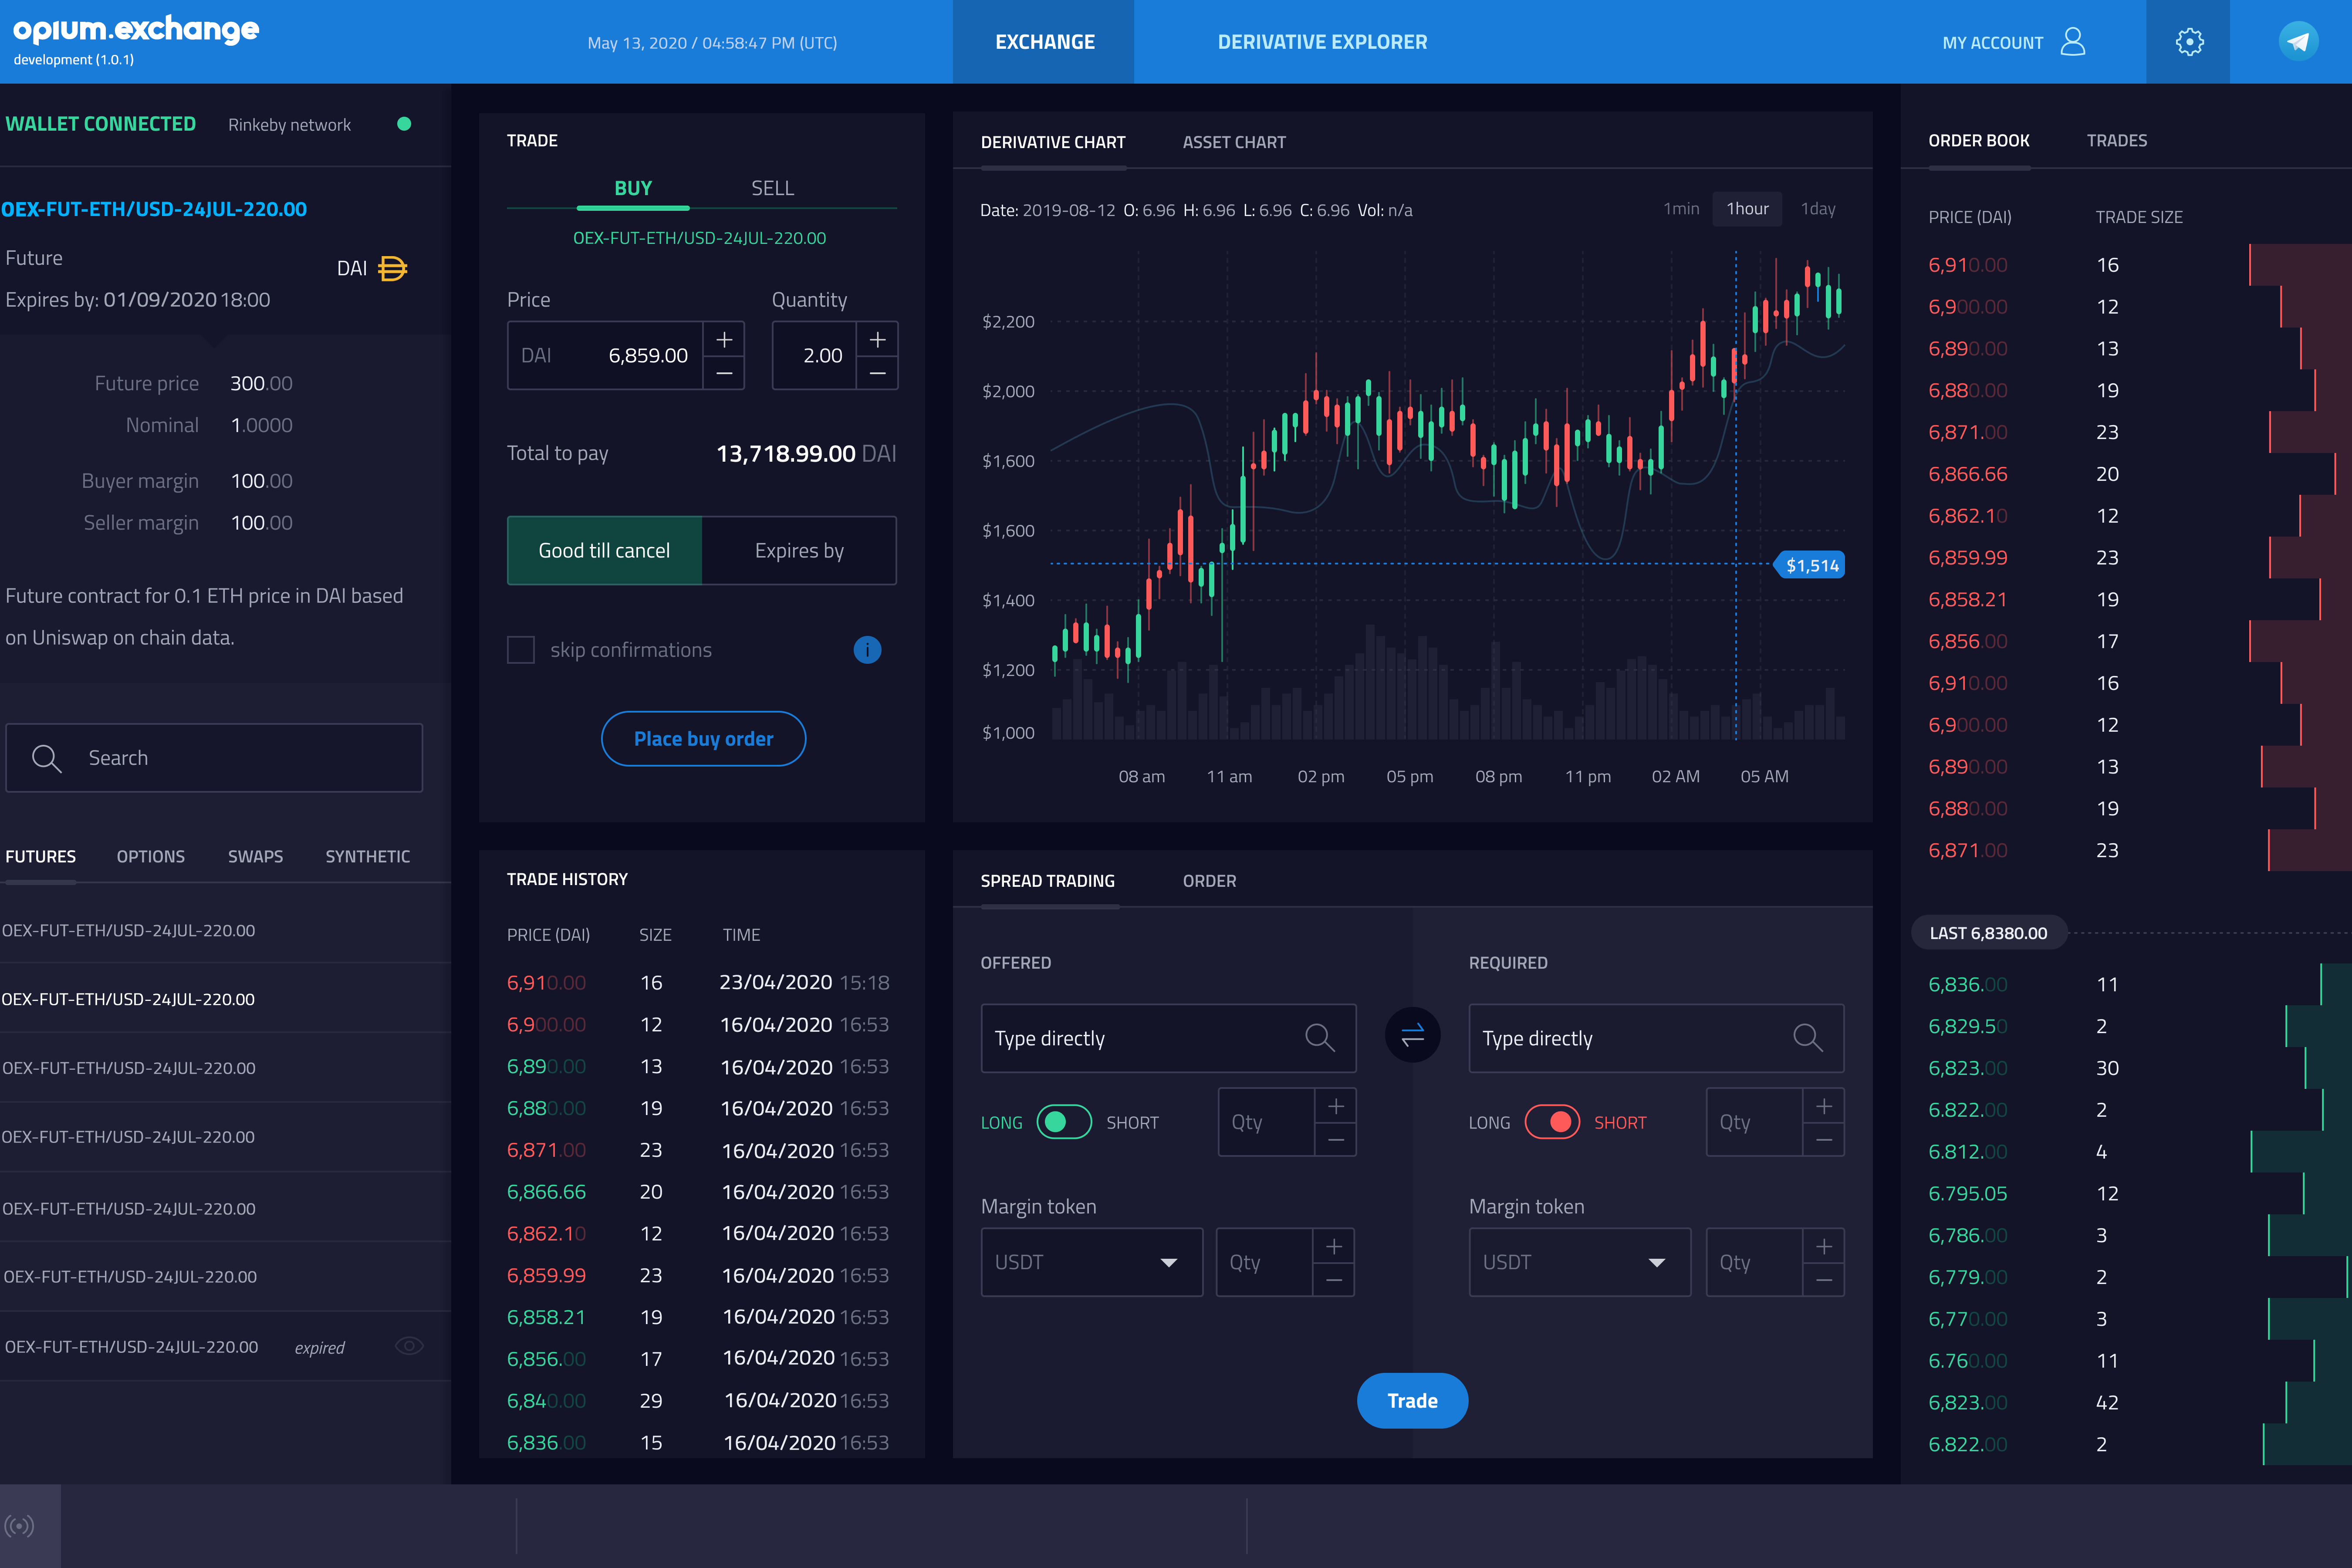 opium.exchange
development (1.0.1)
May 13, 2020 / 04:58:47 PM (UTC)
EXCHANGE
DERIVATIVE EXPLORER
MY ACCOUNT
WALLET CONNECTED
Rinkeby network
OEX-FUT-ETH/USD-24JUL-220.00
Future
DAI
Expires by: 01/09/2020 18:00
Future price 300.00
Nominal 1.0000
Buyer margin 100.00
Seller margin 100.00
Future contract for 0.1 ETH price in DAI based
on Uniswap on chain data.
Search
FUTURES OPTIONS SWAPS SYNTHETIC
OEX-FUT-ETH/USD-24JUL-220.00
OEX-FUT-ETH/USD-24JUL-220.00
OEX-FUT-ETH/USD-24JUL-220.00
OEX-FUT-ETH/USD-24JUL-220.00
OEX-FUT-ETH/USD-24JUL-220.00
OEX-FUT-ETH/USD-24JUL-220.00
OEX-FUT-ETH/USD-24JUL-220.00 expired
TRADE
BUY SELL
OEX-FUT-ETH/USD-24JUL-220.00
Price Quantity
DAI 6,859.00 + − 2.00 + −
Total to pay 13,718.99.00 DAI
Good till cancel Expires by
skip confirmations i
Place buy order
TRADE HISTORY
PRICE (DAI) SIZE TIME
6,910.00 16 23/04/2020 15:18
6,900.00 12 16/04/2020 16:53
6,890.00 13 16/04/2020 16:53
6,880.00 19 16/04/2020 16:53
6,871.00 23 16/04/2020 16:53
6,866.66 20 16/04/2020 16:53
6,862.10 12 16/04/2020 16:53
6,859.99 23 16/04/2020 16:53
6,858.21 19 16/04/2020 16:53
6,856.00 17 16/04/2020 16:53
6,840.00 29 16/04/2020 16:53
6,836.00 15 16/04/2020 16:53
DERIVATIVE CHART ASSET CHART
Date: 2019-08-12 O: 6.96 H: 6.96 L: 6.96 C: 6.96 Vol: n/a
1min 1hour 1day
$2,200
$2,000
$1,600
$1,600
$1,514
$1,400
$1,200
$1,000
08 am 11 am 02 pm 05 pm 08 pm 11 pm 02 AM 05 AM
SPREAD TRADING ORDER
OFFERED REQUIRED
Type directly Type directly
LONG SHORT Qty + − LONG SHORT Qty + −
Margin token Margin token
USDT Qty + − USDT Qty + −
Trade
ORDER BOOK TRADES
PRICE (DAI) TRADE SIZE
6,910.00 16
6,900.00 12
6,890.00 13
6,880.00 19
6,871.00 23
6,866.66 20
6,862.10 12
6,859.99 23
6,858.21 19
6,856.00 17
6,910.00 16
6,900.00 12
6,890.00 13
6,880.00 19
6,871.00 23
LAST 6,8380.00
6,836.00 11
6,829.50 2
6,823.00 30
6.822.00 2
6.812.00 4
6.795.05 12
6,786.00 3
6,779.00 2
6,770.00 3
6.760.00 11
6,823.00 42
6.822.00 2